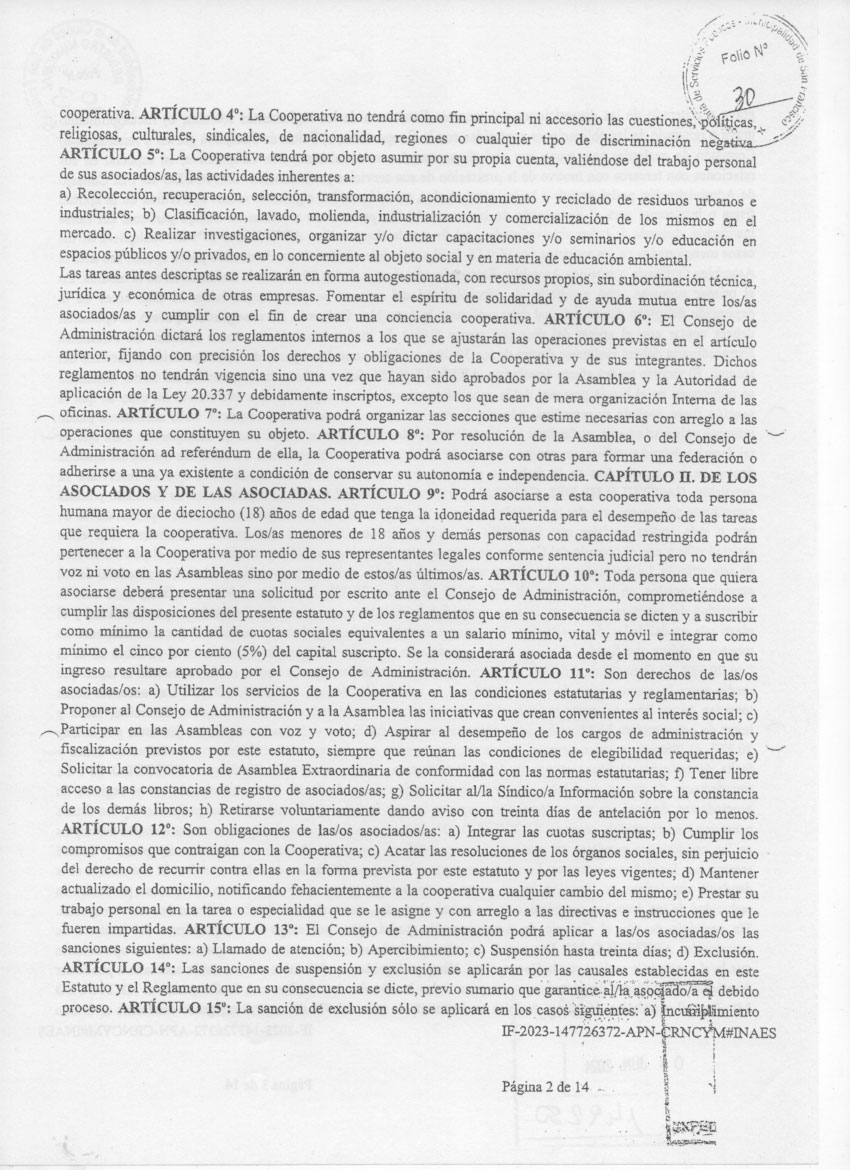 Folio Nº
30
cooperativa. ARTÍCULO 4º: La Cooperativa no tendrá como fin principal ni accesorio las cuestiones, políticas,
religiosas, culturales, sindicales, de nacionalidad, regiones o cualquier tipo de discriminación negativa.
ARTÍCULO 5º: La Cooperativa tendrá por objeto asumir por su propia cuenta, valiéndose del trabajo personal
de sus asociados/as, las actividades inherentes a:
a) Recolección, recuperación, selección, transformación, acondicionamiento y reciclado de residuos urbanos e
industriales; b) Clasificación, lavado, molienda, industrialización y comercialización de los mismos en el
mercado. c) Realizar investigaciones, organizar y/o dictar capacitaciones y/o seminarios y/o educación en
espacios públicos y/o privados, en lo concerniente al objeto social y en materia de educación ambiental.
Las tareas antes descriptas se realizarán en forma autogestionada, con recursos propios, sin subordinación técnica,
jurídica y económica de otras empresas. Fomentar el espíritu de solidaridad y de ayuda mutua entre los/as
asociados/as y cumplir con el fin de crear una conciencia cooperativa. ARTÍCULO 6º: El Consejo de
Administración dictará los reglamentos internos a los que se ajustarán las operaciones previstas en el artículo
anterior, fijando con precisión los derechos y obligaciones de la Cooperativa y de sus integrantes. Dichos
reglamentos no tendrán vigencia sino una vez que hayan sido aprobados por la Asamblea y la Autoridad de
aplicación de la Ley 20.337 y debidamente inscriptos, excepto los que sean de mera organización Interna de las
oficinas. ARTÍCULO 7º: La Cooperativa podrá organizar las secciones que estime necesarias con arreglo a las
operaciones que constituyen su objeto. ARTÍCULO 8º: Por resolución de la Asamblea, o del Consejo de
Administración ad referéndum de ella, la Cooperativa podrá asociarse con otras para formar una federación o
adherirse a una ya existente a condición de conservar su autonomía e independencia. CAPÍTULO II. DE LOS
ASOCIADOS Y DE LAS ASOCIADAS. ARTÍCULO 9º: Podrá asociarse a esta cooperativa toda persona
humana mayor de dieciocho (18) años de edad que tenga la idoneidad requerida para el desempeño de las tareas
que requiera la cooperativa. Los/as menores de 18 años y demás personas con capacidad restringida podrán
pertenecer a la Cooperativa por medio de sus representantes legales conforme sentencia judicial pero no tendrán
voz ni voto en las Asambleas sino por medio de estos/as últimos/as. ARTÍCULO 10º: Toda persona que quiera
asociarse deberá presentar una solicitud por escrito ante el Consejo de Administración, comprometiéndose a
cumplir las disposiciones del presente estatuto y de los reglamentos que en su consecuencia se dicten y a suscribir
como mínimo la cantidad de cuotas sociales equivalentes a un salario mínimo, vital y móvil e integrar como
mínimo el cinco por ciento (5%) del capital suscripto. Se la considerará asociada desde el momento en que su
ingreso resultare aprobado por el Consejo de Administración. ARTÍCULO 11º: Son derechos de las/os
asociadas/os: a) Utilizar los servicios de la Cooperativa en las condiciones estatutarias y reglamentarias; b)
Proponer al Consejo de Administración y a la Asamblea las iniciativas que crean convenientes al interés social; c)
Participar en las Asambleas con voz y voto; d) Aspirar al desempeño de los cargos de administración y
fiscalización previstos por este estatuto, siempre que reúnan las condiciones de elegibilidad requeridas; e)
Solicitar la convocatoria de Asamblea Extraordinaria de conformidad con las normas estatutarias; f) Tener libre
acceso a las constancias de registro de asociados/as; g) Solicitar al/la Síndico/a Información sobre la constancia
de los demás libros; h) Retirarse voluntariamente dando aviso con treinta días de antelación por lo menos.
ARTÍCULO 12º: Son obligaciones de las/os asociados/as: a) Integrar las cuotas suscriptas; b) Cumplir los
compromisos que contraigan con la Cooperativa; c) Acatar las resoluciones de los órganos sociales, sin perjuicio
del derecho de recurrir contra ellas en la forma prevista por este estatuto y por las leyes vigentes; d) Mantener
actualizado el domicilio, notificando fehacientemente a la cooperativa cualquier cambio del mismo; e) Prestar su
trabajo personal en la tarea o especialidad que se le asigne y con arreglo a las directivas e instrucciones que le
fueren impartidas. ARTÍCULO 13º: El Consejo de Administración podrá aplicar a las/os asociadas/os las
sanciones siguientes: a) Llamado de atención; b) Apercibimiento; c) Suspensión hasta treinta días; d) Exclusión.
ARTÍCULO 14º: Las sanciones de suspensión y exclusión se aplicarán por las causales establecidas en este
Estatuto y el Reglamento que en su consecuencia se dicte, previo sumario que garantice al/la asociado/a el debido
proceso. ARTÍCULO 15º: La sanción de exclusión sólo se aplicará en los casos siguientes: a) Incumplimiento
IF-2023-147726372-APN-CRNCYM#INAES
Página 2 de 14